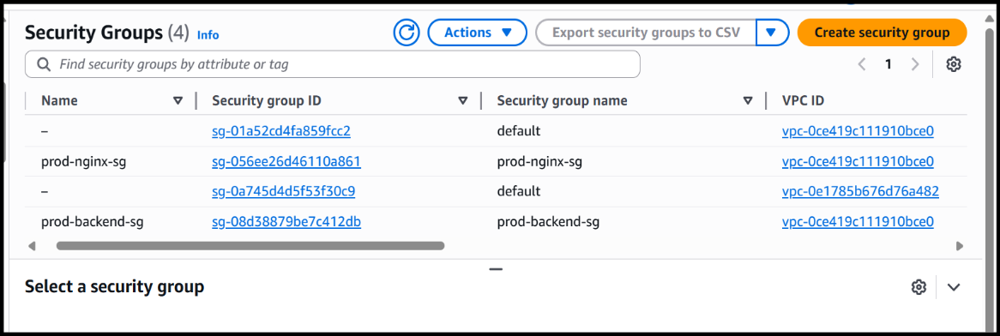 Security Groups (4) Info
Actions
Export security groups to CSV
Create security group
Find security groups by attribute or tag
1
Name Security group ID Security group name VPC ID
– sg-01a52cd4fa859fcc2 default vpc-0ce419c111910bce0
prod-nginx-sg sg-056ee26d46110a861 prod-nginx-sg vpc-0ce419c111910bce0
– sg-0a745d4d5f53f30c9 default vpc-0e1785b676d76a482
prod-backend-sg sg-08d38879be7c412db prod-backend-sg vpc-0ce419c111910bce0
Select a security group